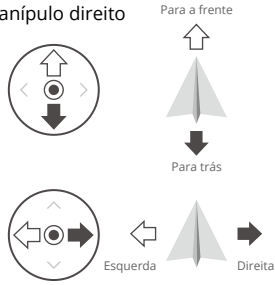 anípulo direito
Para a frente
Para trás
Esquerda
Direita